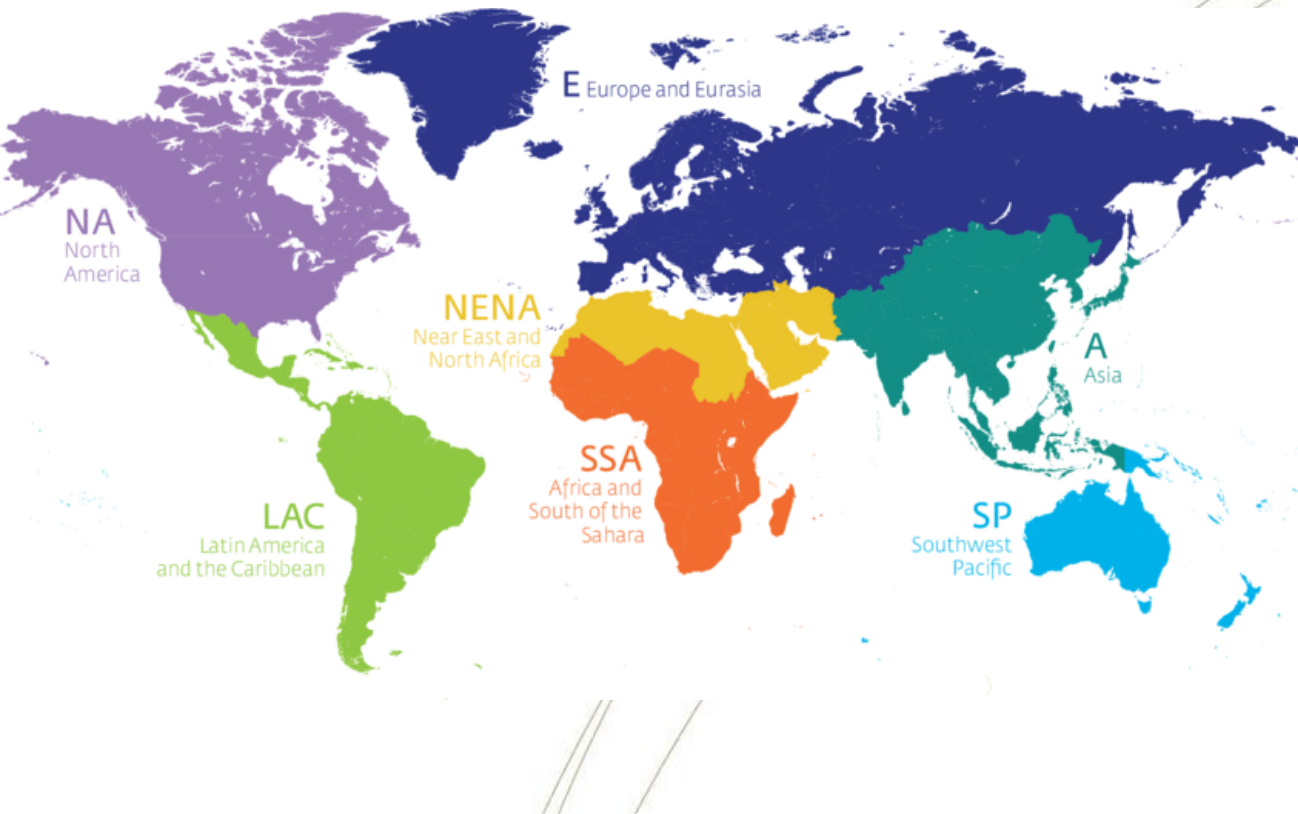 E Europe and Eurasia
NA
North
America
NENA
Near East and
North Africa
A
Asia
SSA
Africa and
South of the
Sahara
LAC
Latin America
and the Caribbean
SP
Southwest
Pacific